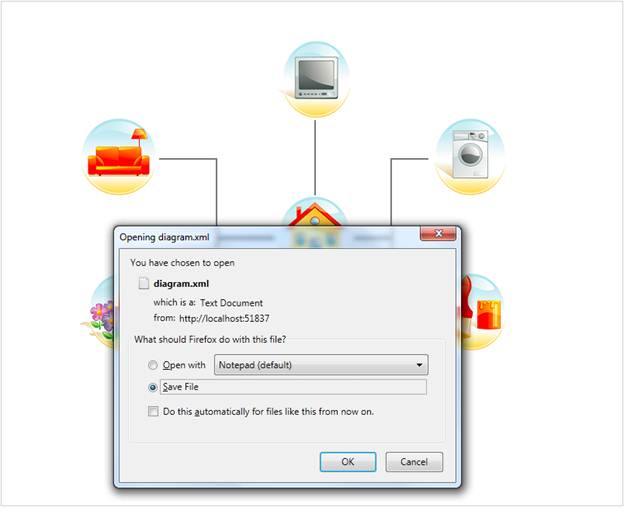 Opening diagram.xml
You have chosen to open
diagram.xml
which is a: Text Document
from: http://localhost:51837
What should Firefox do with this file?
Open with Notepad (default)
Save File
Do this automatically for files like this from now on.
OK Cancel